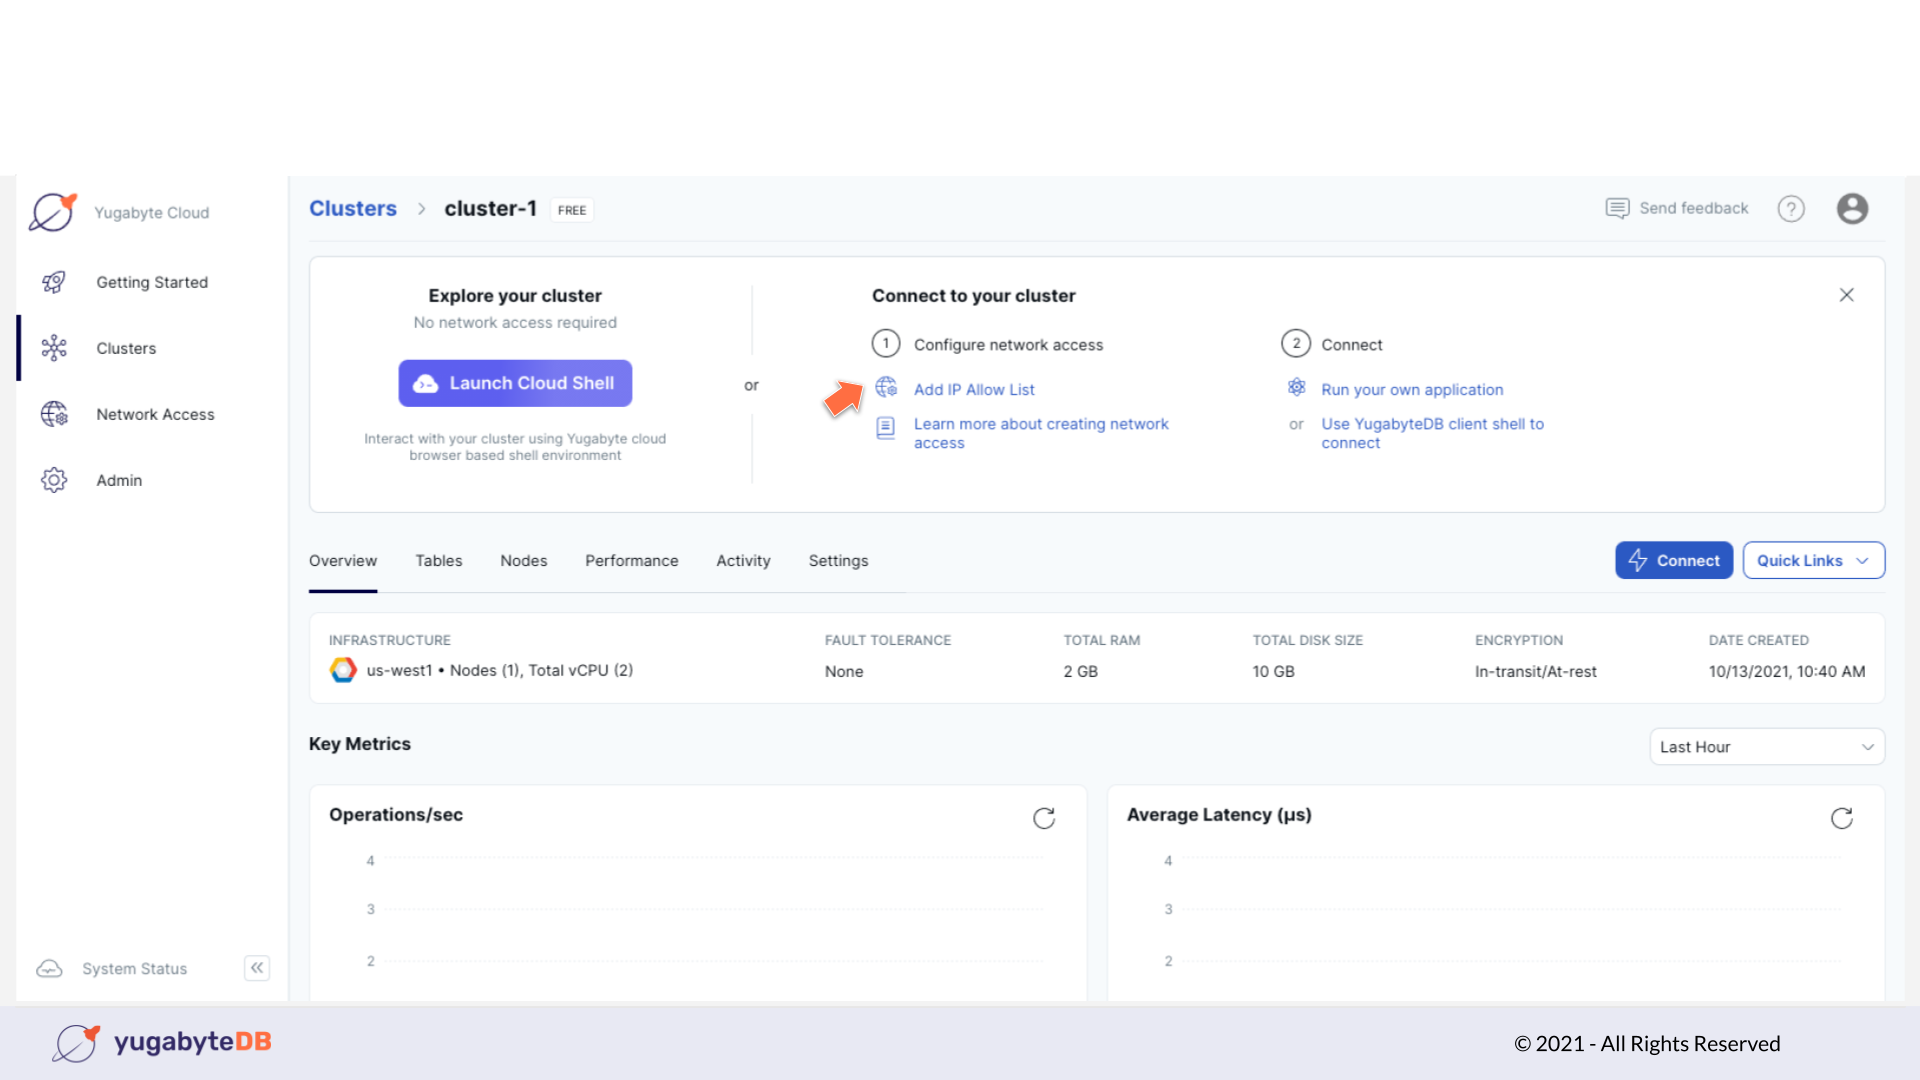 Yugabyte Cloud
Getting Started
Clusters
Network Access
Admin
System Status
Clusters > cluster-1 FREE
Send feedback
?
Explore your cluster
No network access required
Launch Cloud Shell
Interact with your cluster using Yugabyte cloud
browser based shell environment
or
Connect to your cluster
1 Configure network access
Add IP Allow List
Learn more about creating network
access
2 Connect
Run your own application
or Use YugabyteDB client shell to
connect
Overview Tables Nodes Performance Activity Settings
Connect
Quick Links
INFRASTRUCTURE
us-west1 • Nodes (1), Total vCPU (2)
FAULT TOLERANCE
None
TOTAL RAM
2 GB
TOTAL DISK SIZE
10 GB
ENCRYPTION
In-transit/At-rest
DATE CREATED
10/13/2021, 10:40 AM
Key Metrics
Last Hour
Operations/sec
4
3
2
Average Latency (µs)
4
3
2
yugabyteDB
© 2021 - All Rights Reserved